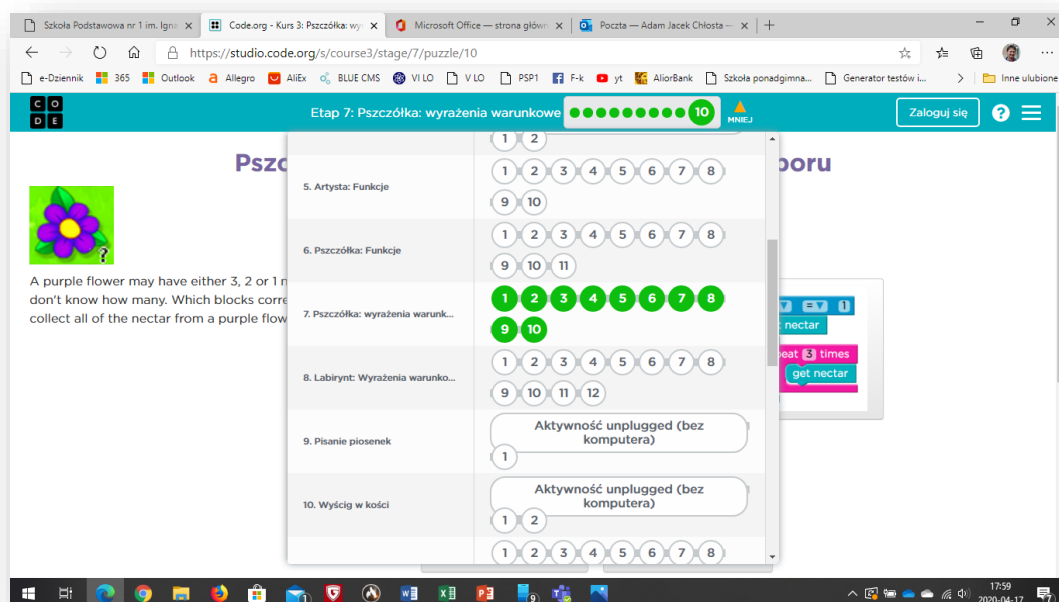 Szkoła Podstawowa nr 1 im. Igna
Code.org - Kurs 3: Pszczółka: wy
Microsoft Office — strona główn
Poczta — Adam Jacek Chłosta —
https://studio.code.org/s/course3/stage/7/puzzle/10
e-Dziennik 365 Outlook Allegro AliEx BLUE CMS VI LO V LO PSP1 F-k yt AliorBank Szkoła ponadgimna... Generator testów i... Inne ulubione
CO
DE
Etap 7: Pszczółka: wyrażenia warunkowe 10 MNIEJ Zaloguj się ?
1 2
Pszc
boru
5. Artysta: Funkcje
1 2 3 4 5 6 7 8
9 10
6. Pszczółka: Funkcje
1 2 3 4 5 6 7 8
9 10 11
?
A purple flower may have either 3, 2 or 1 n
don't know how many. Which blocks corre
collect all of the nectar from a purple flow
7. Pszczółka: wyrażenia warunk...
1 2 3 4 5 6 7 8
9 10
= 1
nectar
eat 3 times
get nectar
8. Labirynt: Wyrażenia warunko...
1 2 3 4 5 6 7 8
9 10 11 12
9. Pisanie piosenek
Aktywność unplugged (bez
komputera)
1
10. Wyścig w kości
Aktywność unplugged (bez
komputera)
1 2
1 2 3 4 5 6 7 8
17:59
2020-04-17